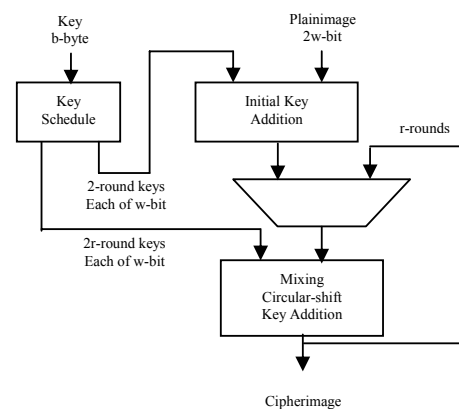 Key
b-byte
Plainimage
2w-bit
Key
Schedule
Initial Key
Addition
r-rounds
2-round keys
Each of w-bit
2r-round keys
Each of w-bit
Mixing
Circular-shift
Key Addition
Cipherimage